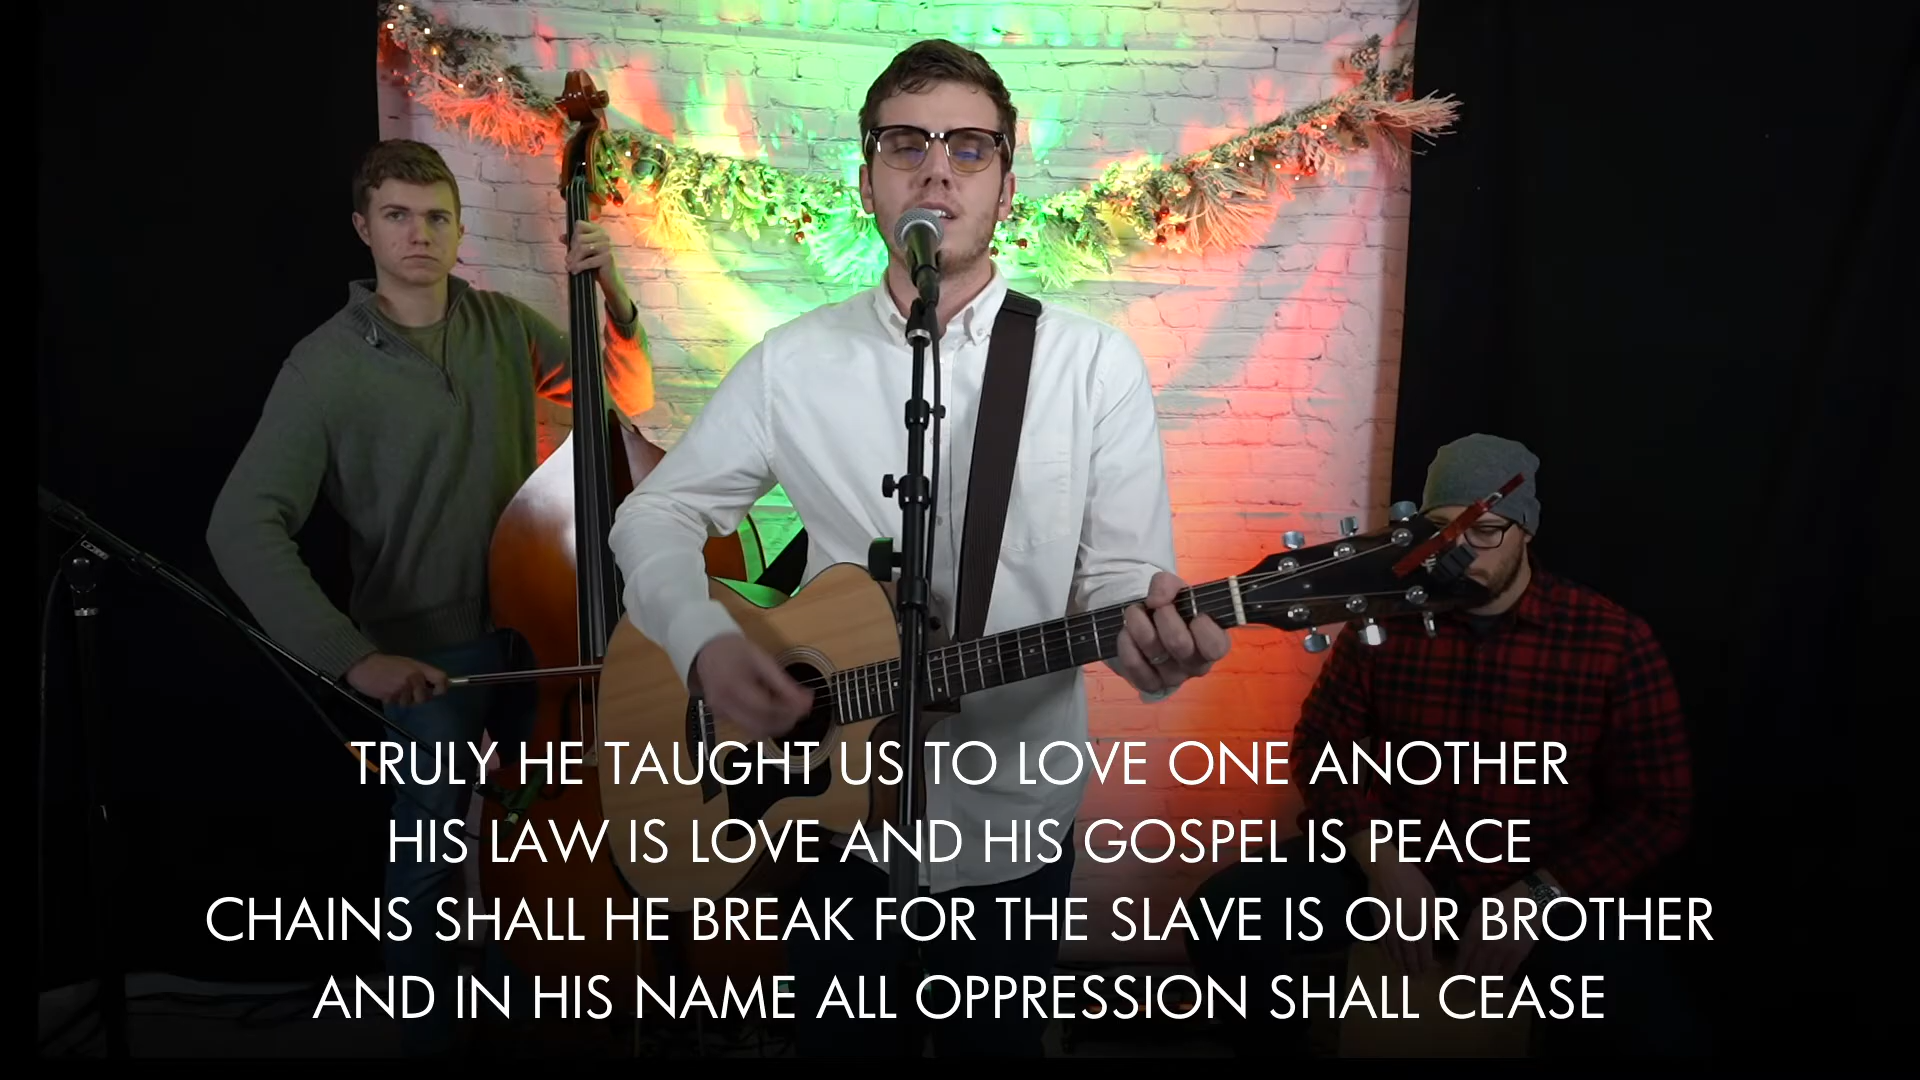 TRULY HE TAUGHT US TO LOVE ONE ANOTHER
HIS LAW IS LOVE AND HIS GOSPEL IS PEACE
CHAINS SHALL HE BREAK FOR THE SLAVE IS OUR BROTHER
AND IN HIS NAME ALL OPPRESSION SHALL CEASE